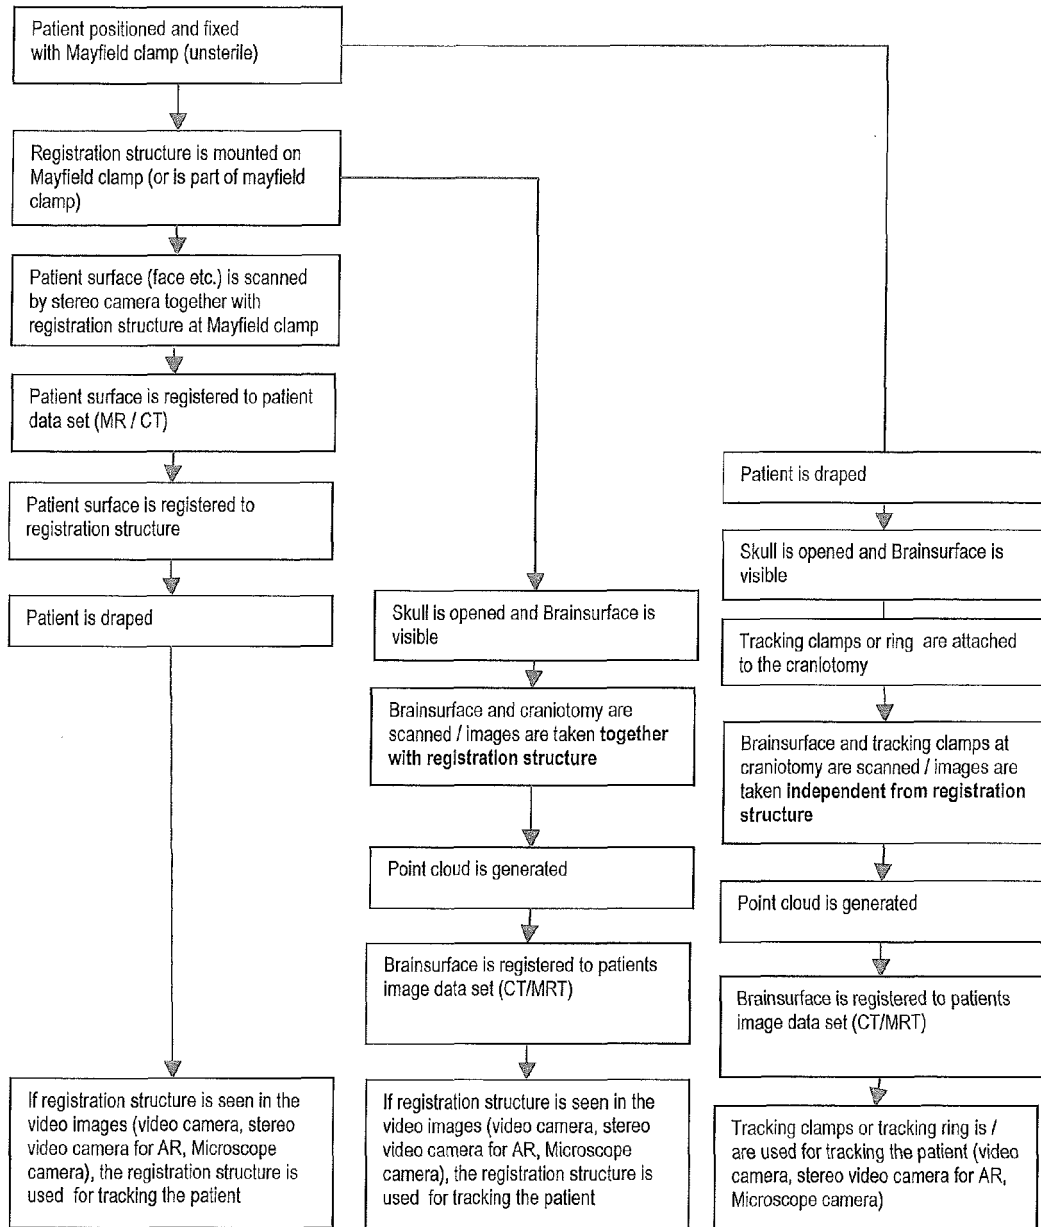 Patient positioned and fixed
with Mayfield clamp (unsterile)
Registration structure is mounted on
Mayfield clamp (or is part of mayfield
clamp)
Patient surface (face etc.) is scanned
by stereo camera together with
registration structure at Mayfield clamp
Patient surface is registered to patient
data set (MR / CT)
Patient surface is registered to
registration structure
Patient is draped
If registration structure is seen in the
video images (video camera, stereo
video camera for AR, Microscope
camera), the registration structure is
used for tracking the patient
Skull is opened and Brainsurface is
visible
Brainsurface and craniotomy are
scanned / images are taken together
with registration structure
Point cloud is generated
Brainsurface is registered to patients
image data set (CT/MRT)
If registration structure is seen in the
video images (video camera, stereo
video camera for AR, Microscope
camera), the registration structure is
used for tracking the patient
Patient is draped
Skull is opened and Brainsurface is
visible
Tracking clamps or ring are attached
to the craniotomy
Brainsurface and tracking clamps at
craniotomy are scanned / images are
taken independent from registration
structure
Point cloud is generated
Brainsurface is registered to patients
image data set (CT/MRT)
Tracking clamps or tracking ring is /
are used for tracking the patient (video
camera, stereo video camera for AR,
Microscope camera)